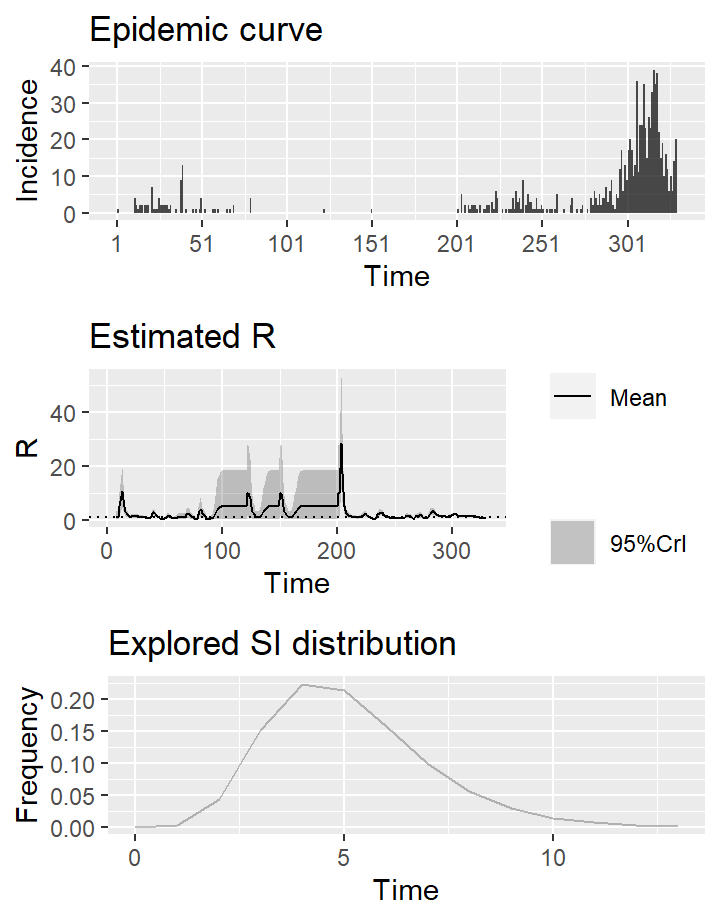 Epidemic curve
Incidence
40
30
20
10
0
1 51 101 151 201 251 301
Time
Estimated R
R
40
20
0
0 100 200 300
Time
Mean
95%CrI
Explored SI distribution
Frequency
0.20
0.15
0.10
0.05
0.00
0 5 10
Time